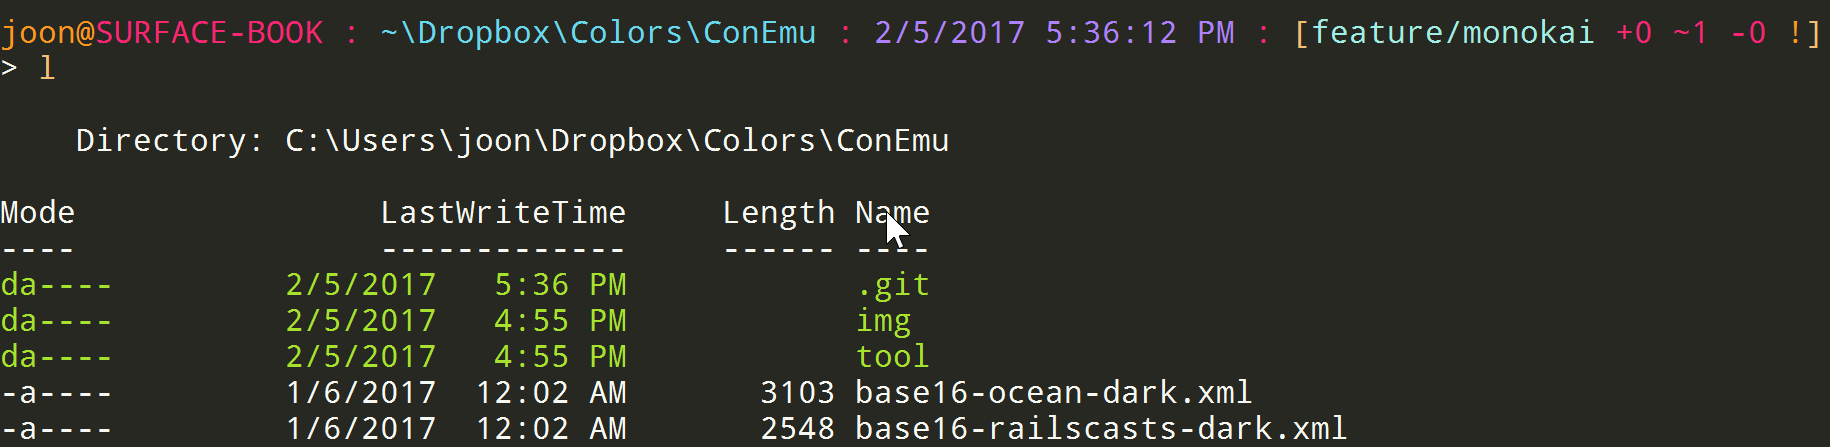 joon@SURFACE-BOOK : ~\Dropbox\Colors\ConEmu : 2/5/2017 5:36:12 PM : [feature/monokai +0 ~1 -0 !]
> l
Directory: C:\Users\joon\Dropbox\Colors\ConEmu
Mode LastWriteTime Length Name
---- ------------- ------ ----
da---- 2/5/2017 5:36 PM .git
da---- 2/5/2017 4:55 PM img
da---- 2/5/2017 4:55 PM tool
-a---- 1/6/2017 12:02 AM 3103 base16-ocean-dark.xml
-a---- 1/6/2017 12:02 AM 2548 base16-railscasts-dark.xml